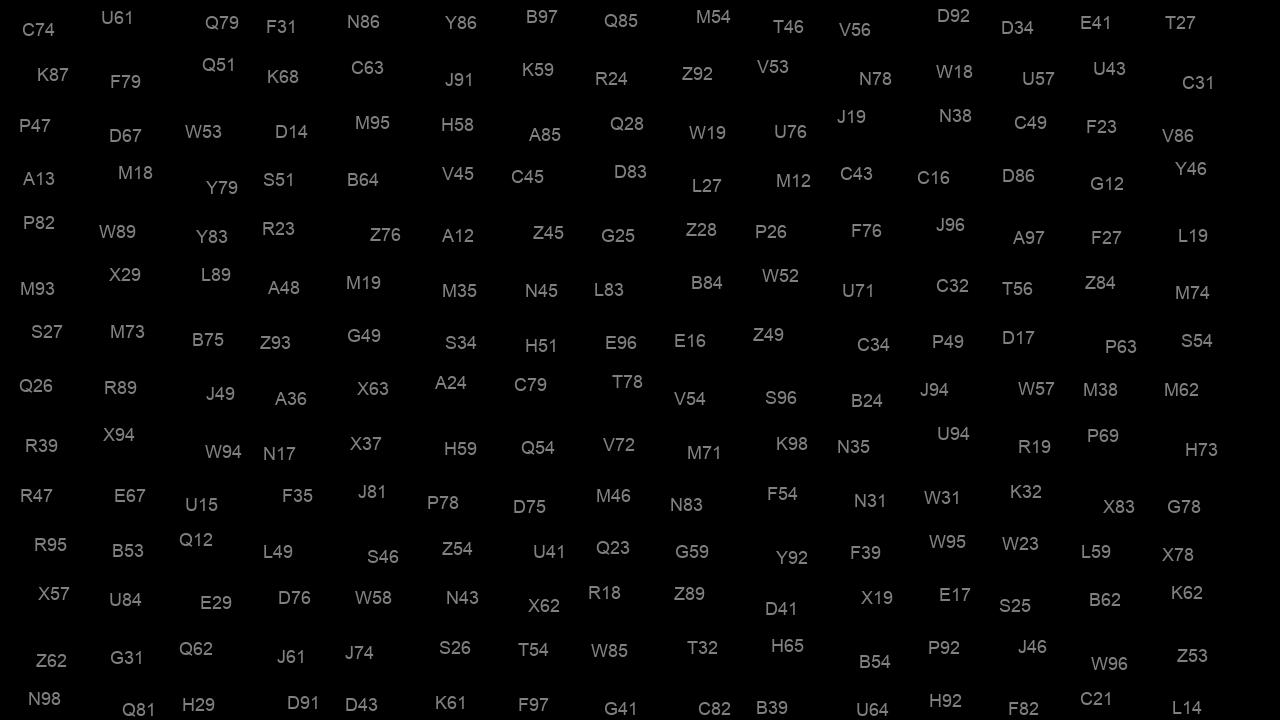 C74 U61 Q79 F31 N86 Y86 B97 Q85 M54 T46 V56 D92 D34 E41 T27
K87 F79 Q51 K68 C63 J91 K59 R24 Z92 V53 N78 W18 U57 U43 C31
P47 D67 W53 D14 M95 H58 A85 Q28 W19 U76 J19 N38 C49 F23 V86
A13 M18 Y79 S51 B64 V45 C45 D83 L27 M12 C43 C16 D86 G12 Y46
P82 W89 Y83 R23 Z76 A12 Z45 G25 Z28 P26 F76 J96 A97 F27 L19
M93 X29 L89 A48 M19 M35 N45 L83 B84 W52 U71 C32 T56 Z84 M74
S27 M73 B75 Z93 G49 S34 H51 E96 E16 Z49 C34 P49 D17 P63 S54
Q26 R89 J49 A36 X63 A24 C79 T78 V54 S96 B24 J94 W57 M38 M62
R39 X94 W94 N17 X37 H59 Q54 V72 M71 K98 N35 U94 R19 P69 H73
R47 E67 U15 F35 J81 P78 D75 M46 N83 F54 N31 W31 K32 X83 G78
R95 B53 Q12 L49 S46 Z54 U41 Q23 G59 Y92 F39 W95 W23 L59 X78
X57 U84 E29 D76 W58 N43 X62 R18 Z89 D41 X19 E17 S25 B62 K62
Z62 G31 Q62 J61 J74 S26 T54 W85 T32 H65 B54 P92 J46 W96 Z53
N98 Q81 H29 D91 D43 K61 F97 G41 C82 B39 U64 H92 F82 C21 L14